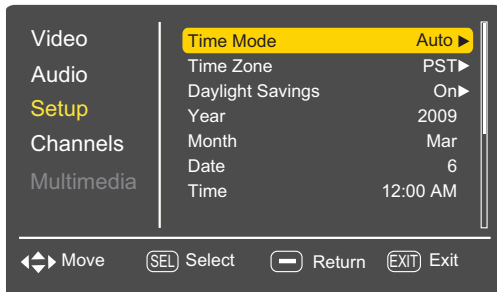 Video
Audio
Setup
Channels
Multimedia
Time Mode Auto
Time Zone PST
Daylight Savings On
Year 2009
Month Mar
Date 6
Time 12:00 AM
Move SEL Select Return EXIT Exit